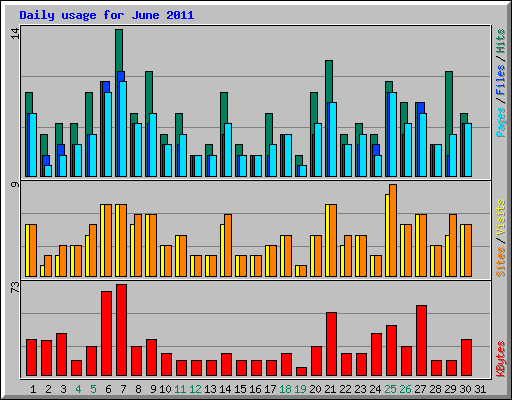 Daily usage for June 2011
14
Pages / Files / Hits
9
Sites / Visits
73
KBytes
1 2 3 4 5 6 7 8 9 10 11 12 13 14 15 16 17 18 19 20 21 22 23 24 25 26 27 28 29 30 31